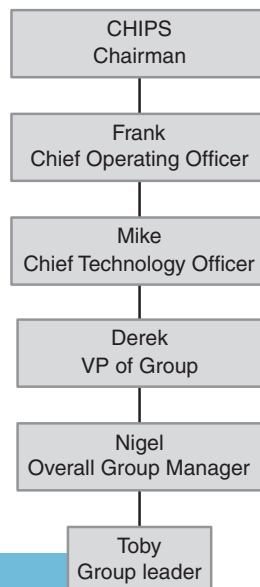 CHIPS
Chairman
Frank
Chief Operating Officer
Mike
Chief Technology Officer
Derek
VP of Group
Nigel
Overall Group Manager
Toby
Group leader